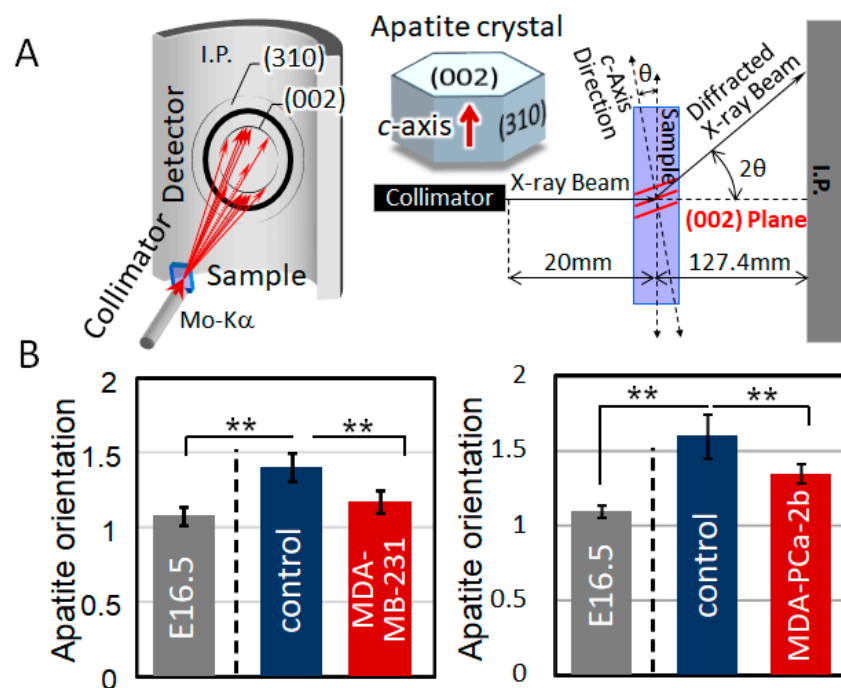 A
I.P.
(310)
(002)
Detector
Collimator
Sample
Mo-Kα
Apatite crystal
(002)
c-axis
(310)
θ
c-Axis
Direction
Sample
Diffracted
X-ray Beam
2θ
I.P.
Collimator
X-ray Beam
(002) Plane
20mm
127.4mm
B
Apatite orientation
2
1.5
1
0.5
0
**
**
E16.5
control
MDA-
MB-231
Apatite orientation
2
1.5
1
0.5
0
**
**
E16.5
control
MDA-PCa-2b